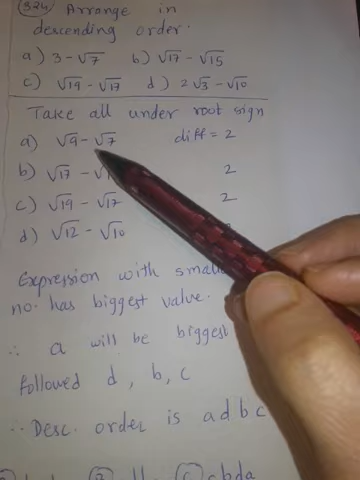 324 Arrange in
descending order.
a) 3 - √7 b) √17 - √15
c) √19 - √17 d) 2√3 - √10
Take all under root sign
a) √9 - √7 diff = 2
b) √17 - 2
c) √19 - √17 2
d) √12 - √10
Expression with
no. has biggest value.
∴ a will be biggest
followed d, b, c
∴ Desc. order is a d b c